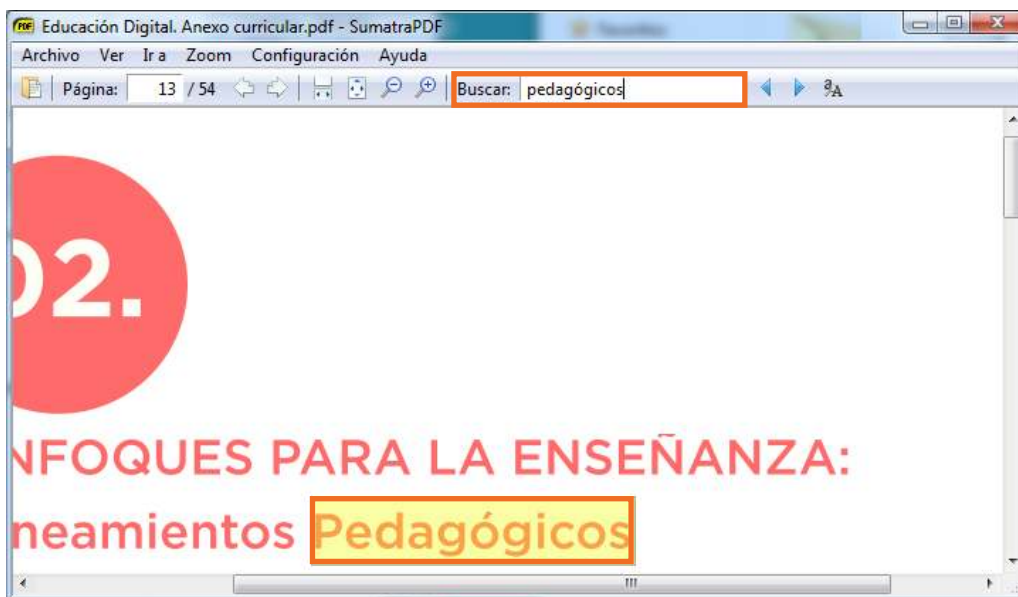 Educación Digital. Anexo curricular.pdf - SumatraPDF
Archivo Ver Ir a Zoom Configuración Ayuda
Página: 13 / 54 Buscar: pedagógicos
02.
NFOQUES PARA LA ENSEÑANZA:
neamientos Pedagógicos